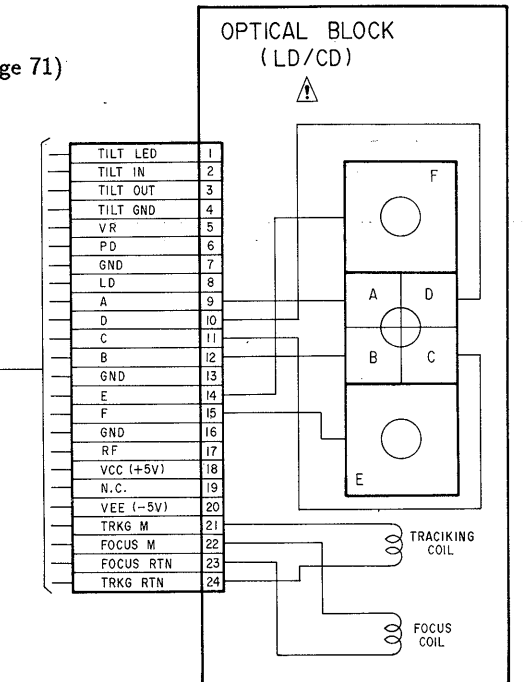 OPTICAL BLOCK
(LD/CD)
ge 71)
TILT LED 1
TILT IN 2
TILT OUT 3
TILT GND 4
VR 5
PD 6
GND 7
LD 8
A 9
D 10
C 11
B 12
GND 13
E 14
F 15
GND 16
RF 17
VCC (+5V) 18
N.C. 19
VEE (-5V) 20
TRKG M 21
FOCUS M 22
FOCUS RTN 23
TRKG RTN 24
F
A D
B C
E
TRACIKING
COIL
FOCUS
COIL